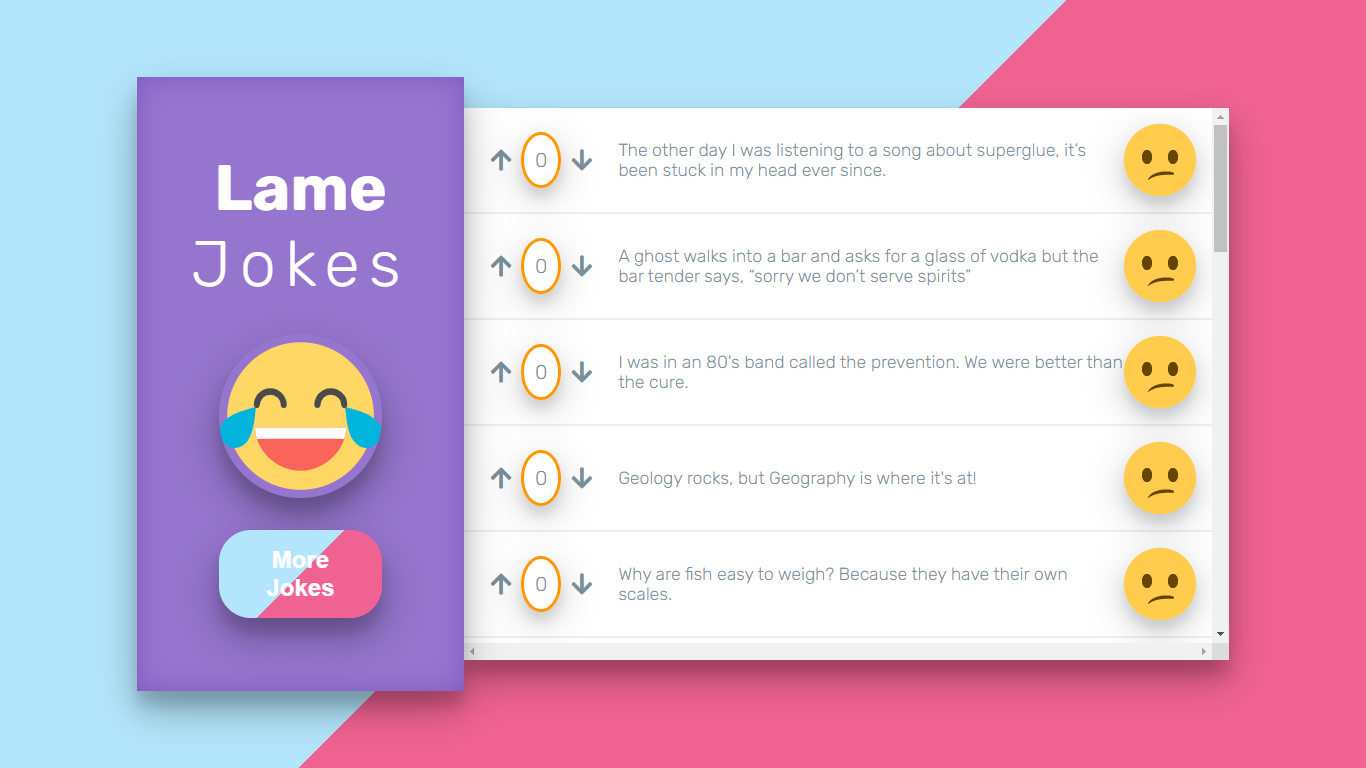 Lame
Jokes
More
Jokes
0
The other day I was listening to a song about superglue, it’s
been stuck in my head ever since.
0
A ghost walks into a bar and asks for a glass of vodka but the
bar tender says, “sorry we don’t serve spirits”
0
I was in an 80's band called the prevention. We were better than
the cure.
0
Geology rocks, but Geography is where it's at!
0
Why are fish easy to weigh? Because they have their own
scales.